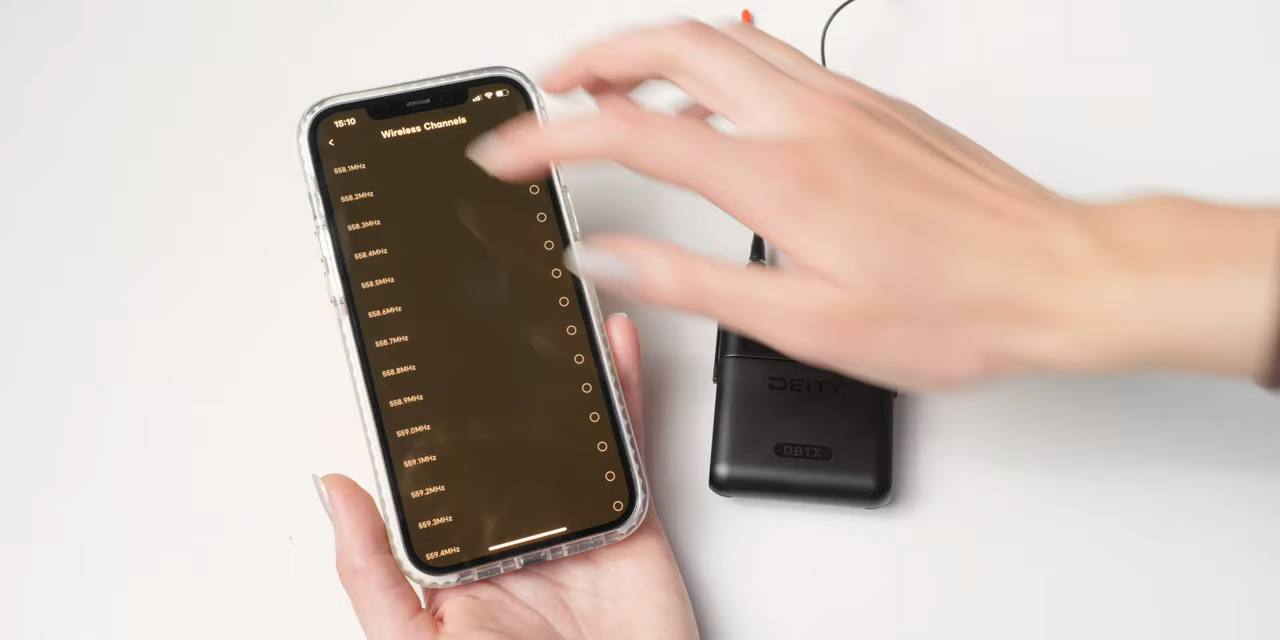 15:10
Wireless Channels
558.1MHz
558.2MHz
558.3MHz
558.4MHz
558.5MHz
558.6MHz
558.7MHz
558.8MHz
558.9MHz
559.0MHz
559.1MHz
559.2MHz
559.3MHz
559.4MHz
DEITY
DBTX